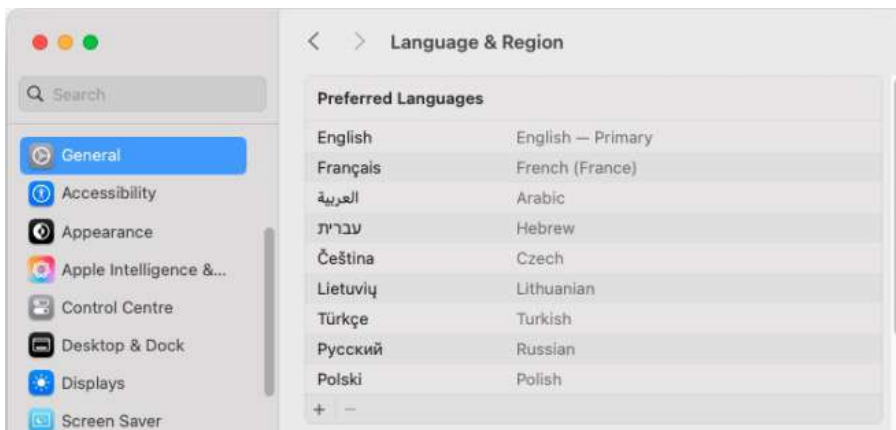 Language & Region
Search
General
Accessibility
Appearance
Apple Intelligence &...
Control Centre
Desktop & Dock
Displays
Screen Saver
Preferred Languages
English English — Primary
Français French (France)
العربية Arabic
עברית Hebrew
Čeština Czech
Lietuvių Lithuanian
Türkçe Turkish
Русский Russian
Polski Polish